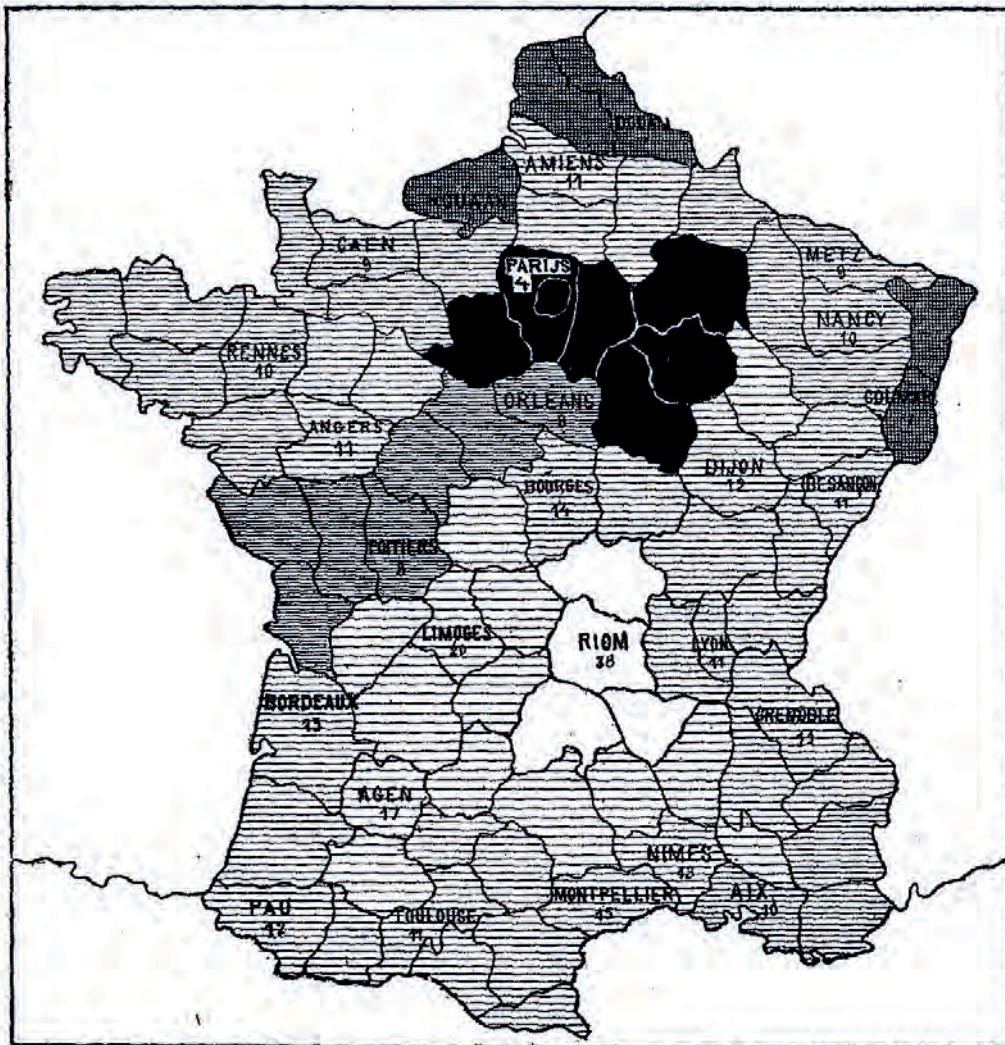 DOUAI
AMIENS
11
ROUAAN
CAEN
9
PARIJS
4
METZ
9
NANCY
10
RENNES
10
ORLEANS
8
COLMAR
7
ANGERS
11
DIJON
12
BESANÇON
11
BOURGES
14
POITIERS
8
LIMOGES
20
RIOM
38
LYON
11
BORDEAUX
13
GRENOBLE
11
AGEN
17
NIMES
13
MONTPELLIER
15
AIX
10
PAU
12
TOULOUSE
11